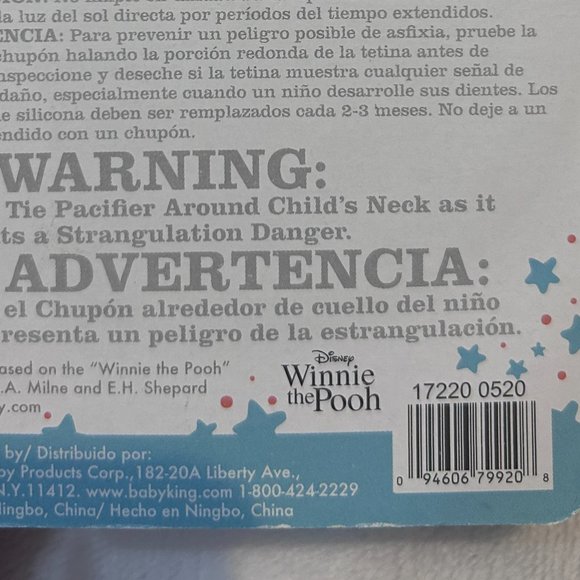 la luz del sol directa por períodos del tiempo extendidos.
ENCIA: Para prevenir un peligro posible de asfixia, pruebe la
chupón halando la porción redonda de la tetina antes de
nspeccione y deseche si la tetina muestra cualquier señal de
daño, especialmente cuando un niño desarrolle sus dientes. Los
e silicona deben ser remplazados cada 2-3 meses. No deje a un
endido con un chupón.
WARNING:
Tie Pacifier Around Child's Neck as it
ts a Strangulation Danger.
ADVERTENCIA:
el Chupón alrededor de cuello del niño
resenta un peligro de la estrangulación.
ased on the "Winnie the Pooh"
.A. Milne and E.H. Shepard
y.com
Disney
Winnie
the Pooh
17220 0520
0 94606 79920 8
by/ Distribuido por:
by Products Corp.,182-20A Liberty Ave.,
N.Y.11412. www.babyking.com 1-800-424-2229
Ningbo, China/ Hecho en Ningbo, China